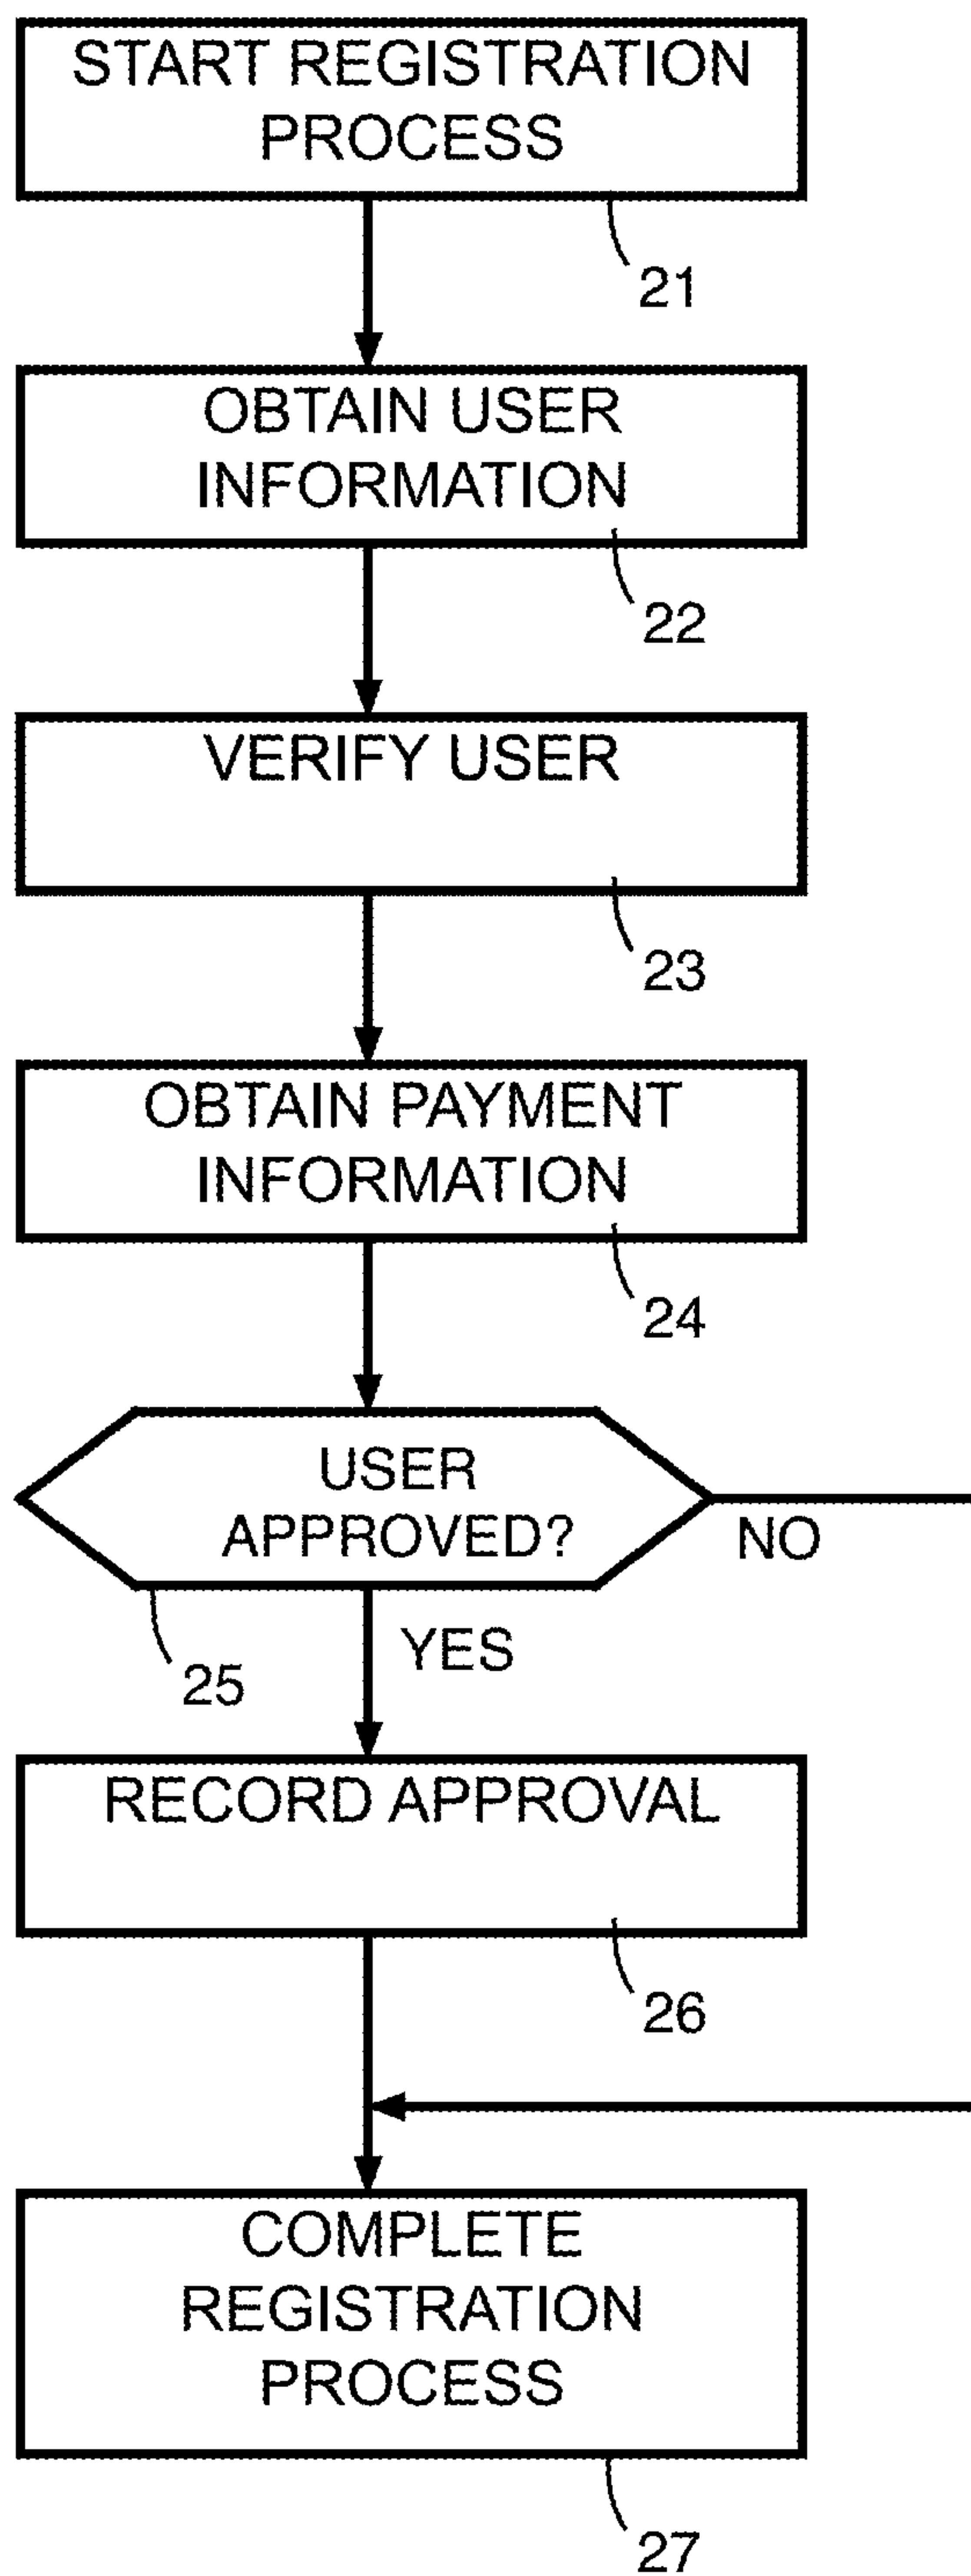 START REGISTRATION
PROCESS
21
OBTAIN USER
INFORMATION
22
VERIFY USER
23
OBTAIN PAYMENT
INFORMATION
24
USER
APPROVED?
NO
YES
25
RECORD APPROVAL
26
COMPLETE
REGISTRATION
PROCESS
27